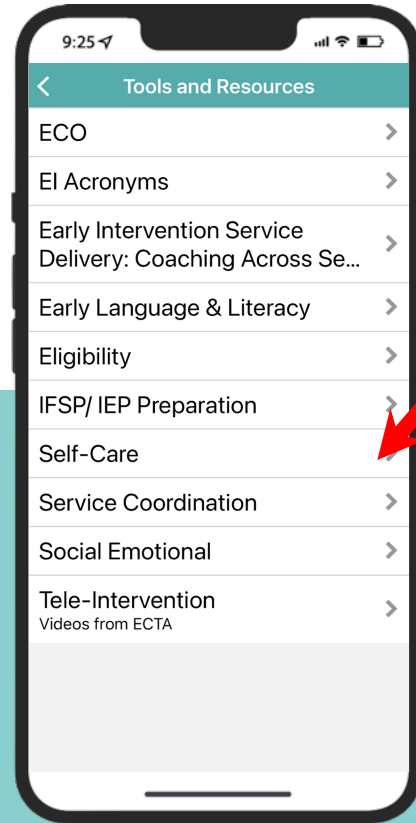 9:25
Tools and Resources
ECO
EI Acronyms
Early Intervention Service
Delivery: Coaching Across Se...
Early Language & Literacy
Eligibility
IFSP/ IEP Preparation
Self-Care
Service Coordination
Social Emotional
Tele-Intervention
Videos from ECTA